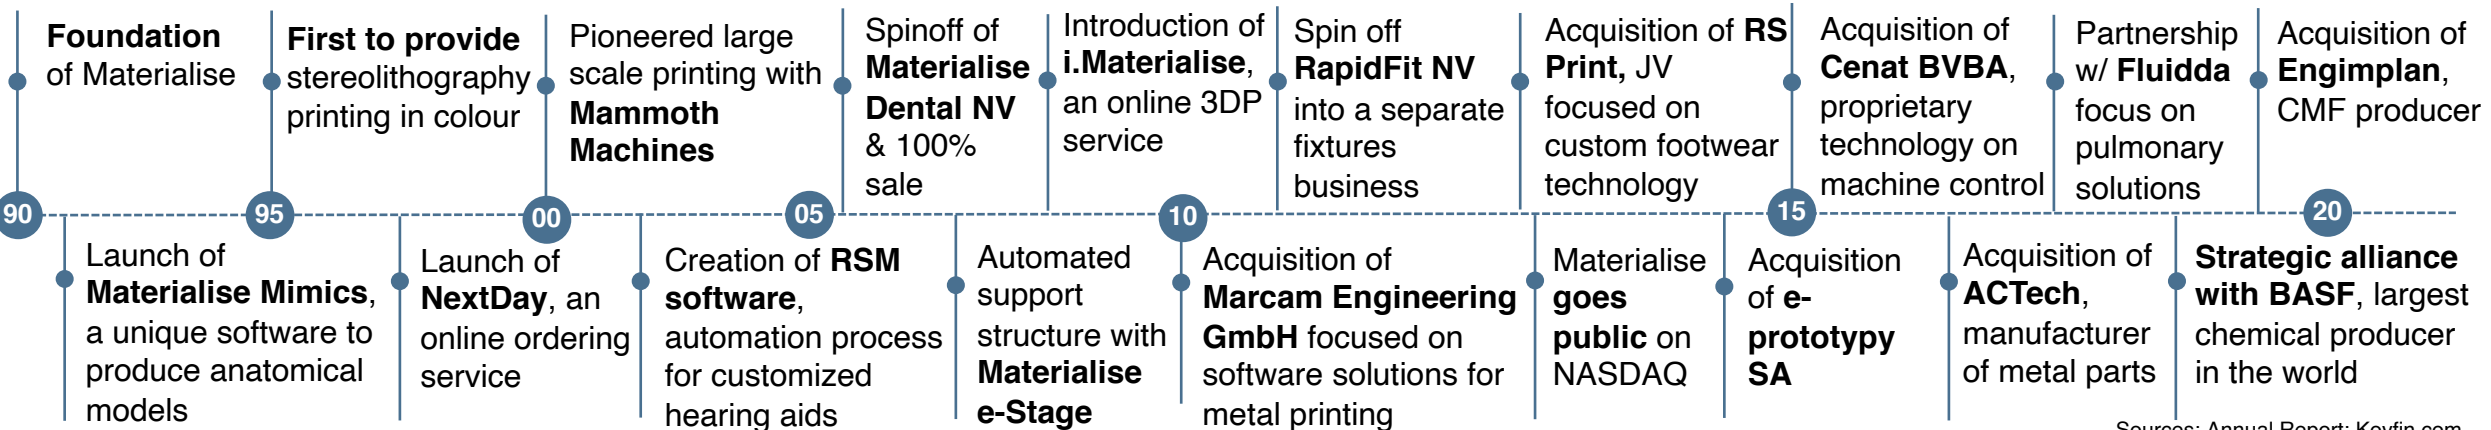 Foundation
of Materialise
First to provide
stereolithography
printing in colour
Pioneered large
scale printing with
Mammoth
Machines
Spinoff of
Materialise
Dental NV
& 100%
sale
Introduction of
i.Materialise,
an online 3DP
service
Spin off
RapidFit NV
into a separate
fixtures
business
Acquisition of RS
Print, JV
focused on
custom footwear
technology
Acquisition of
Cenat BVBA,
proprietary
technology on
machine control
Partnership
w/ Fluidda
focus on
pulmonary
solutions
Acquisition of
Engimplan,
CMF producer
90
95
00
05
10
15
20
Launch of
Materialise Mimics,
a unique software to
produce anatomical
models
Launch of
NextDay, an
online ordering
service
Creation of RSM
software,
automation process
for customized
hearing aids
Automated
support
structure with
Materialise
e-Stage
Acquisition of
Marcam Engineering
GmbH focused on
software solutions for
metal printing
Materialise
goes
public on
NASDAQ
Acquisition
of e-
prototypy
SA
Acquisition of
ACTech,
manufacturer
of metal parts
Strategic alliance
with BASF, largest
chemical producer
in the world
Sources: Annual Report; Koyfin.com